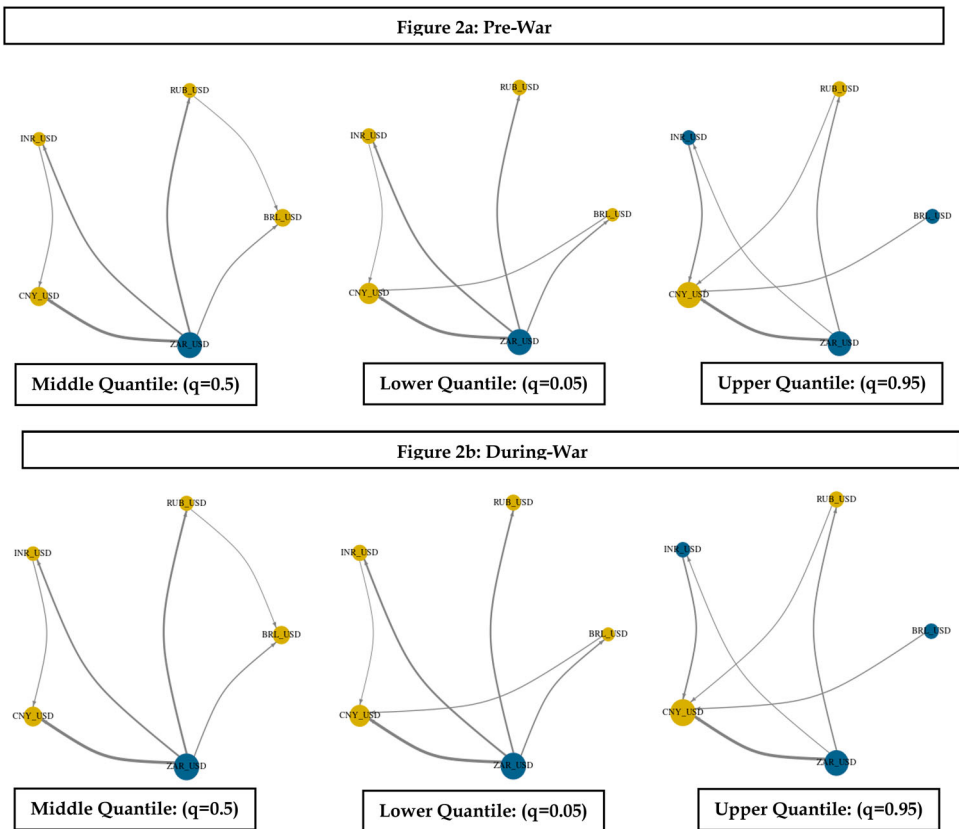 Figure 2a: Pre-War
RUB_USD
RUB_USD
RUB_USD
INR_USD
INR_USD
INR_USD
BRL_USD
BRL_USD
BRL_USD
CNY_USD
CNY_USD
CNY_USD
ZAR_USD
ZAR_USD
ZAR_USD
Middle Quantile: (q=0.5)
Lower Quantile: (q=0.05)
Upper Quantile: (q=0.95)
Figure 2b: During-War
RUB_USD
RUB_USD
RUB_USD
INR_USD
INR_USD
INR_USD
BRL_USD
BRL_USD
BRL_USD
CNY_USD
CNY_USD
CNY_USD
ZAR_USD
ZAR_USD
ZAR_USD
Middle Quantile: (q=0.5)
Lower Quantile: (q=0.05)
Upper Quantile: (q=0.95)